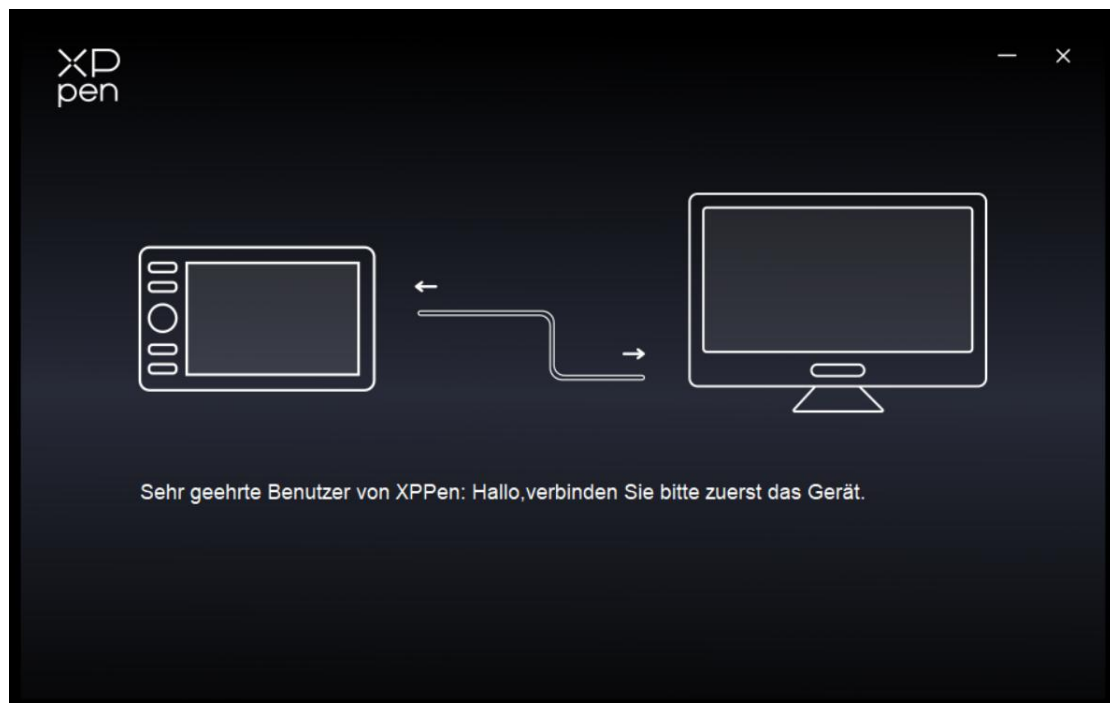 XP
pen
Sehr geehrte Benutzer von XPPen: Hallo,verbinden Sie bitte zuerst das Gerät.